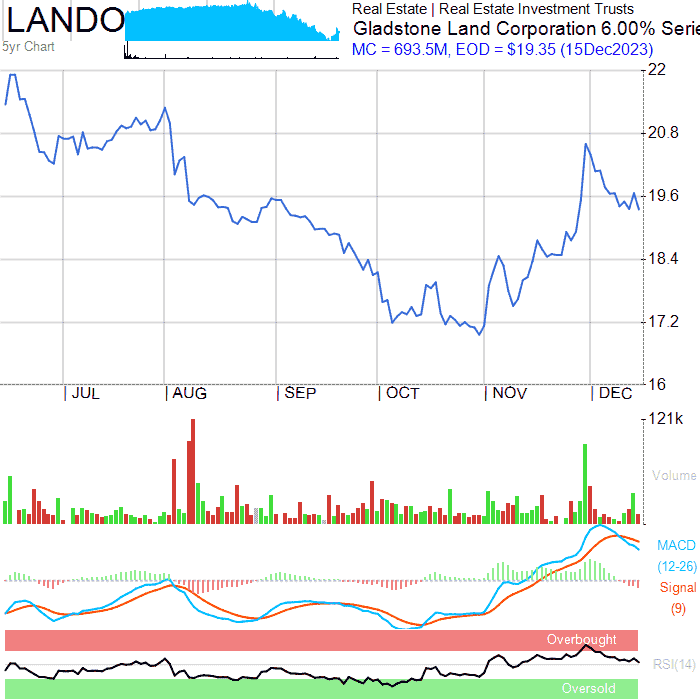 LANDO
5yr Chart
Real Estate | Real Estate Investment Trusts
Gladstone Land Corporation 6.00% Serie
MC = 693.5M, EOD = $19.35 (15Dec2023)
22
20.8
19.6
18.4
17.2
16
JUL AUG SEP OCT NOV DEC
121k
Volume
MACD
(12-26)
Signal
(9)
Overbought
RSI(14)
Oversold